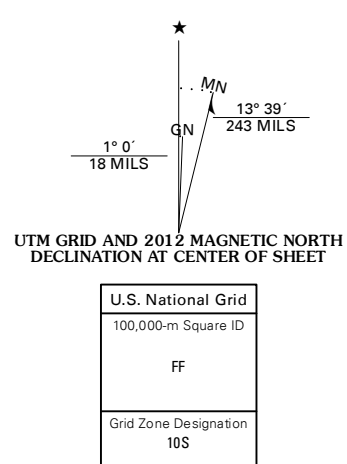 ★
MN
GN
13° 39´
243 MILS
1° 0´
18 MILS
UTM GRID AND 2012 MAGNETIC NORTH
DECLINATION AT CENTER OF SHEET
U.S. National Grid
100,000-m Square ID
FF
Grid Zone Designation
10S